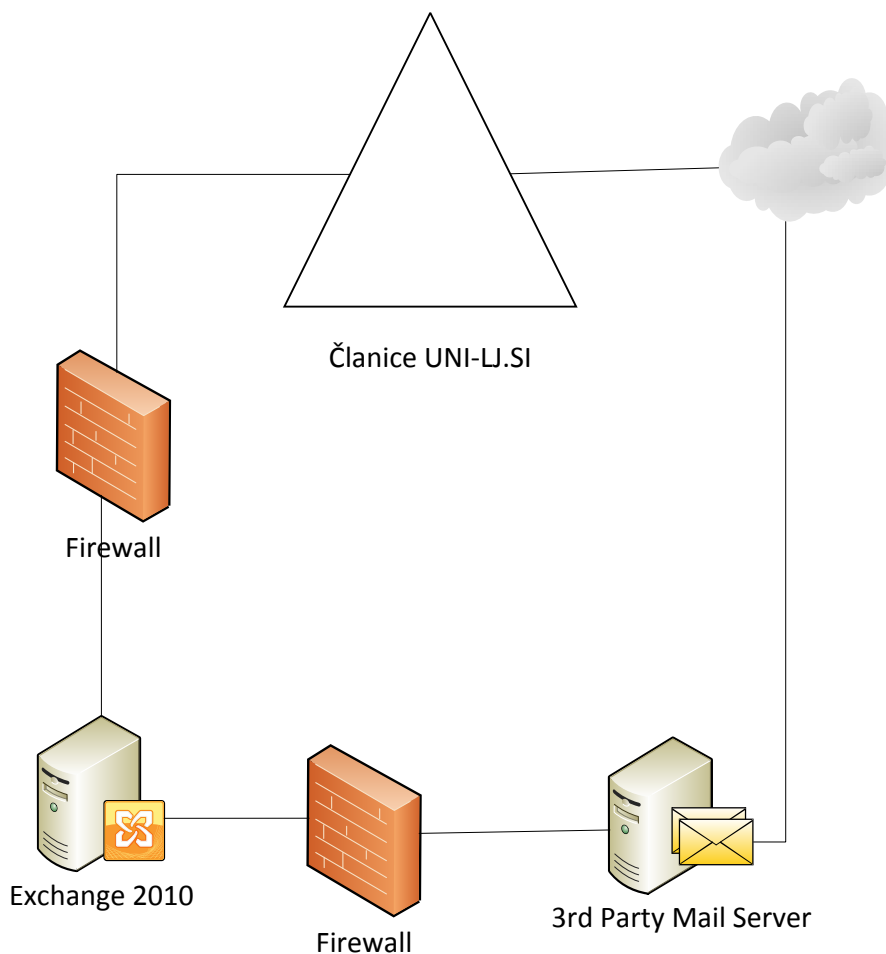 Članice UNI-LJ.SI
Firewall
Exchange 2010
Firewall
3rd Party Mail Server